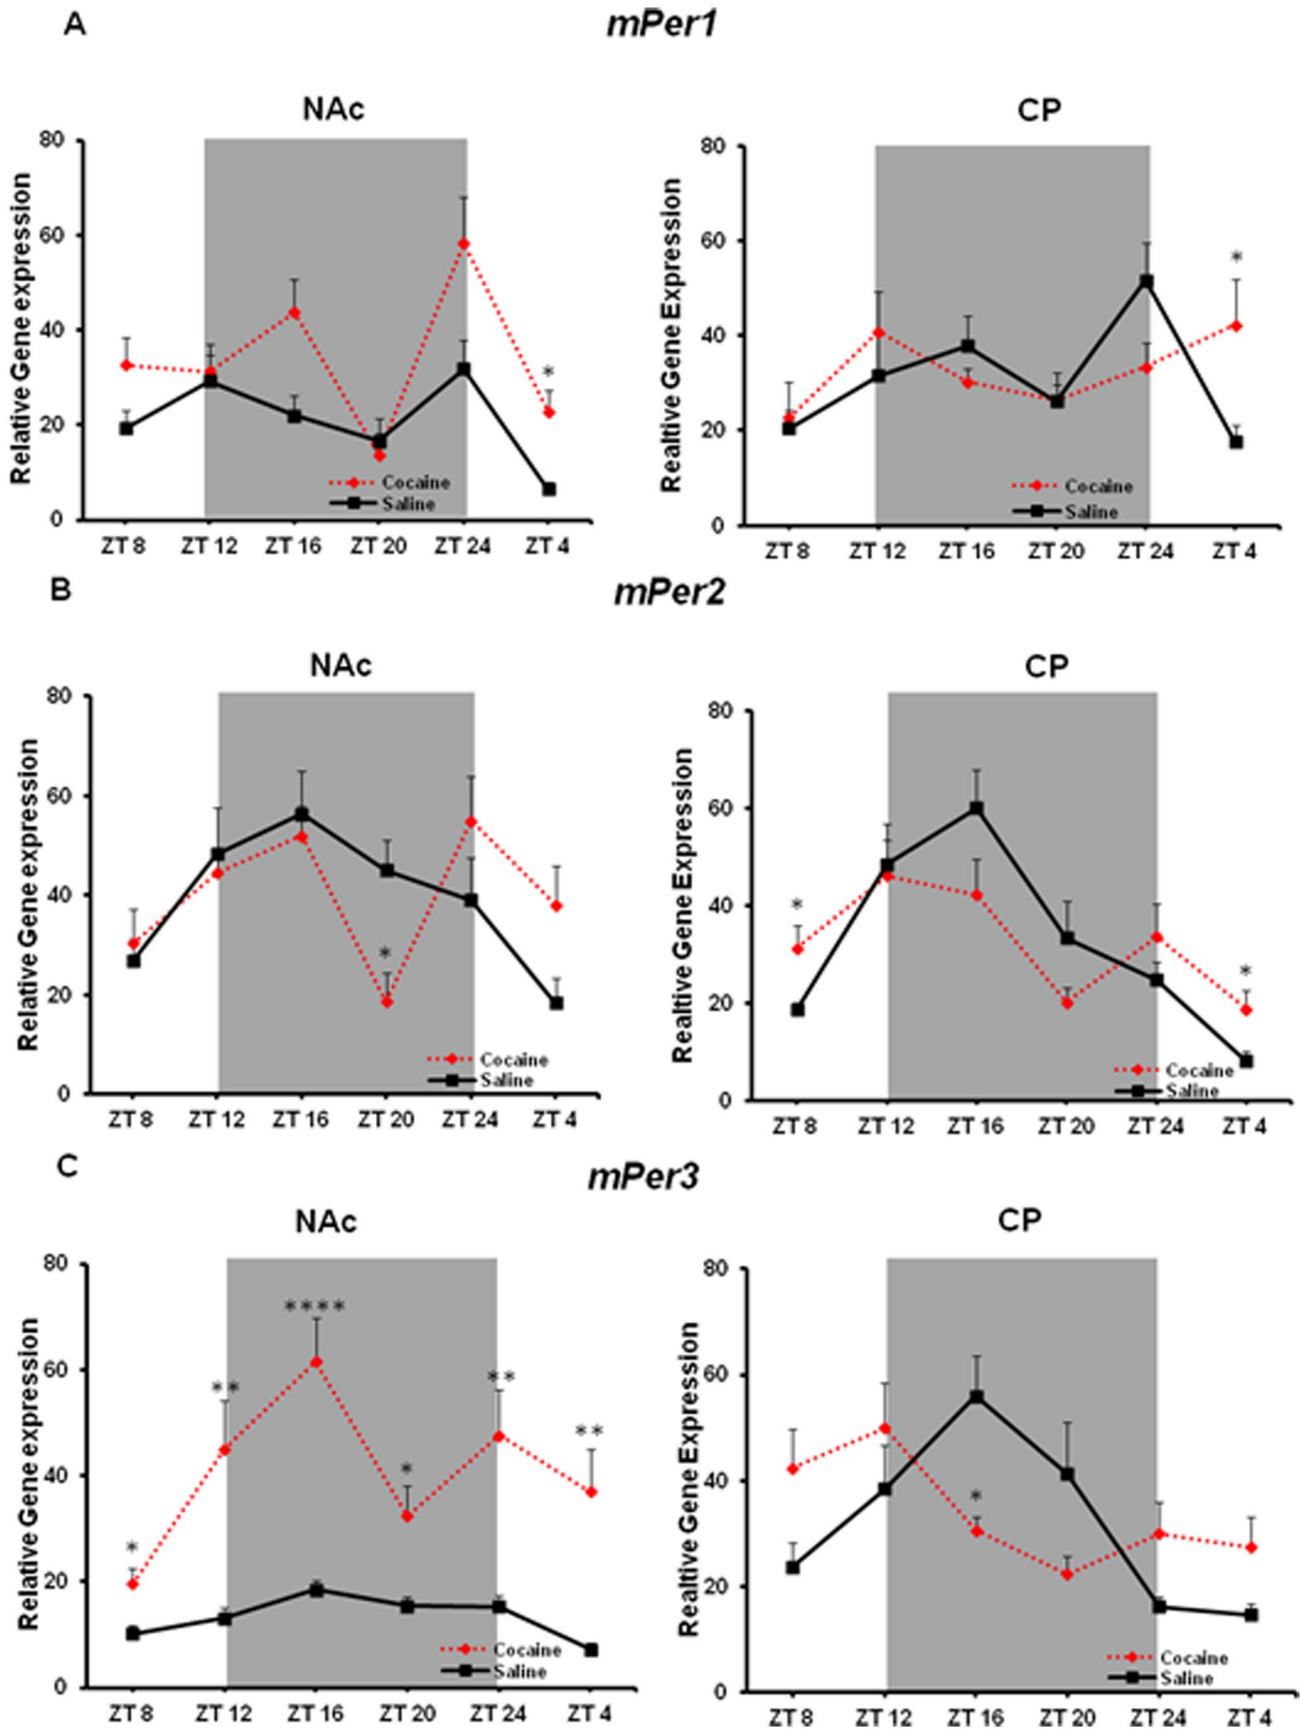 A
mPer1
NAc
CP
Relative Gene expression
80
60
40
20
0
*
Cocaine
Saline
ZT 8 ZT 12 ZT 16 ZT 20 ZT 24 ZT 4
Realtive Gene Expression
80
60
40
20
0
*
Cocaine
Saline
ZT 8 ZT 12 ZT 16 ZT 20 ZT 24 ZT 4
B
mPer2
NAc
CP
Relative Gene expression
80
60
40
20
0
*
Cocaine
Saline
ZT 8 ZT 12 ZT 16 ZT 20 ZT 24 ZT 4
Realtive Gene Expression
80
60
40
20
0
*
*
Cocaine
Saline
ZT 8 ZT 12 ZT 16 ZT 20 ZT 24 ZT 4
C
mPer3
NAc
CP
Relative Gene expression
80
60
40
20
0
*
**
****
*
**
**
Cocaine
Saline
ZT 8 ZT 12 ZT 16 ZT 20 ZT 24 ZT 4
Realtive Gene Expression
80
60
40
20
0
*
Cocaine
Saline
ZT 8 ZT 12 ZT 16 ZT 20 ZT 24 ZT 4